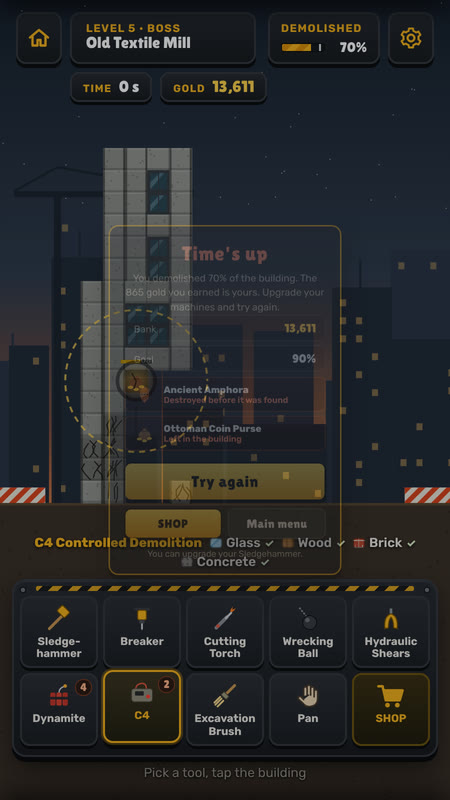 LEVEL 5 • BOSS
Old Textile Mill
DEMOLISHED
70%
TIME 0 s
GOLD 13,611
Time's up
You demolished 70% of the building. The
865 gold you earned is yours. Upgrade your
machines and try again.
Bank
13,611
Goal
90%
Ancient Amphora
Destroyed before it was found
Ottoman Coin Purse
Left in the building
Try again
SHOP
Main menu
You can upgrade your Sledgehammer.
C4 Controlled Demolition Glass ✓ Wood ✓ Brick ✓
Concrete ✓
Sledge-
hammer
Breaker
Cutting
Torch
Wrecking
Ball
Hydraulic
Shears
4
Dynamite
2
C4
Excavation
Brush
Pan
SHOP
Pick a tool, tap the building